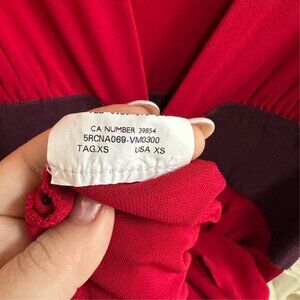 CA NUMBER 39854
5RCNA069-VM0300
TAG.XS USA XS